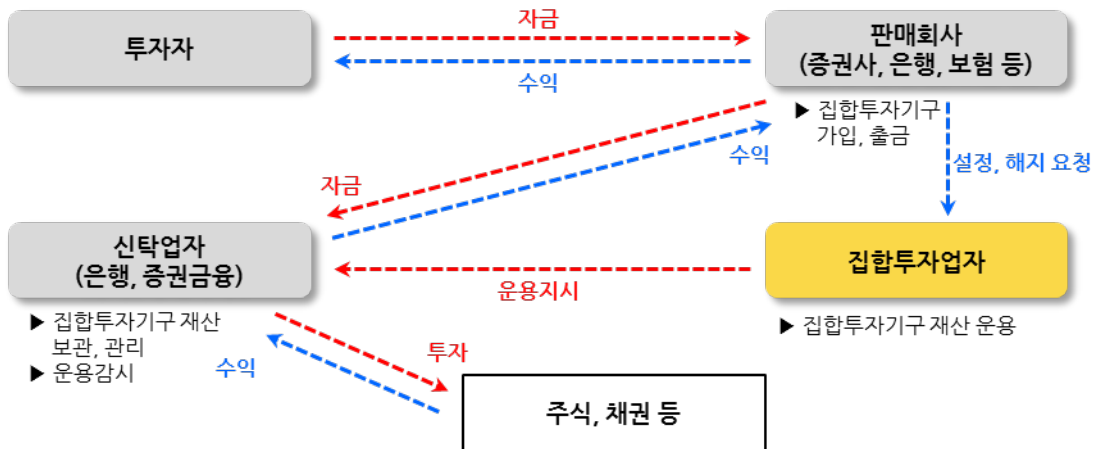 자금
투자자
판매회사
(증권사, 은행, 보험 등)
수익
▶ 집합투자기구
가입, 출금
수익
설정, 해지 요청
자금
신탁업자
(은행, 증권금융)
집합투자업자
운용지시
▶ 집합투자기구 재산
보관, 관리
▶ 운용감시
▶ 집합투자기구 재산 운용
투자
수익
주식, 채권 등